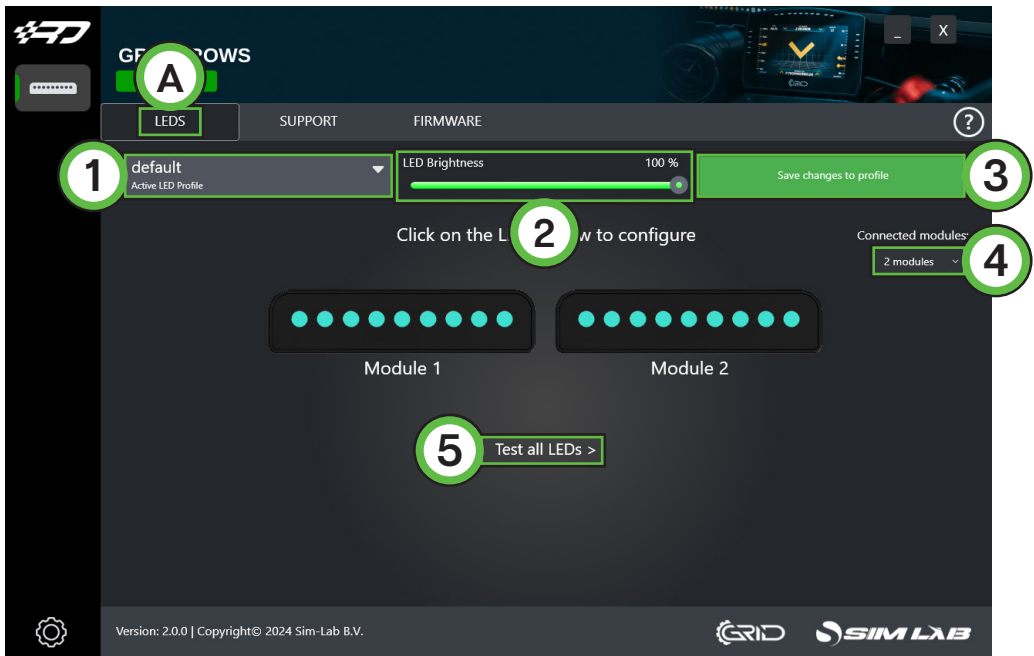 A
LEDS SUPPORT FIRMWARE ?
1 default
Active LED Profile
LED Brightness 100 %
2
Save changes to profile 3
Click on the w to configure
Connected modules:
2 modules 4
Module 1 Module 2
5 Test all LEDs >
Version: 2.0.0 | Copyright© 2024 Sim-Lab B.V.
GRID SIM LAB